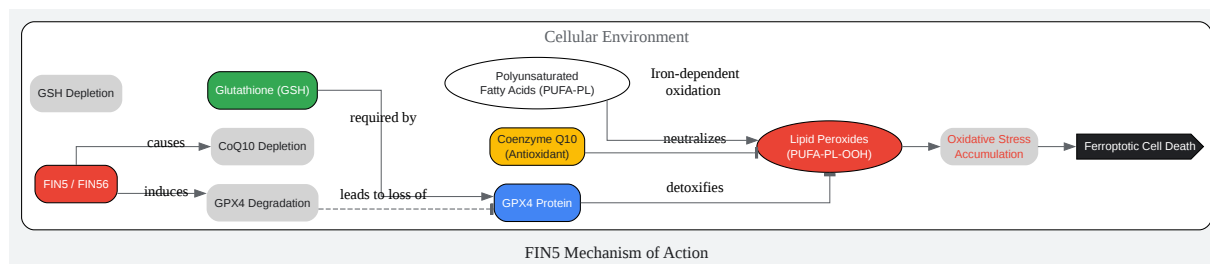 Cellular Environment
GSH Depletion
Glutathione (GSH)
Polyunsaturated
Fatty Acids (PUFA-PL)
Iron-dependent
oxidation
required by
causes
CoQ10 Depletion
Coenzyme Q10
(Antioxidant)
neutralizes
Lipid Peroxides
(PUFA-PL-OOH)
Oxidative Stress
Accumulation
Ferroptotic Cell Death
FIN5 / FIN56
induces
GPX4 Degradation
leads to loss of
GPX4 Protein
detoxifies
FIN5 Mechanism of Action